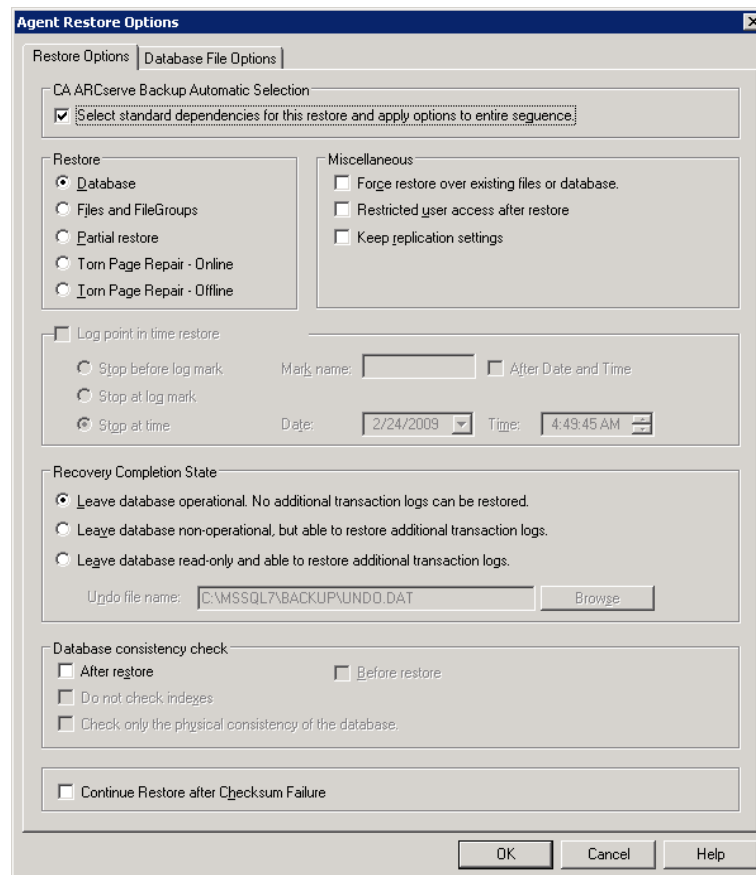 Agent Restore Options
Restore Options
Database File Options
CA ARCserve Backup Automatic Selection
Select standard dependencies for this restore and apply options to entire sequence.
Restore
Database
Files and FileGroups
Partial restore
Torn Page Repair - Online
Torn Page Repair - Offline
Miscellaneous
Force restore over existing files or database.
Restricted user access after restore
Keep replication settings
Log point in time restore
Stop before log mark
Mark name:
After Date and Time
Stop at log mark
Stop at time
Date:
2/24/2009
Time:
4:49:45 AM
Recovery Completion State
Leave database operational. No additional transaction logs can be restored.
Leave database non-operational, but able to restore additional transaction logs.
Leave database read-only and able to restore additional transaction logs.
Undo file name:
C:\MSSQL7\BACKUP\UNDO.DAT
Browse
Database consistency check
After restore
Before restore
Do not check indexes
Check only the physical consistency of the database.
Continue Restore after Checksum Failure
OK
Cancel
Help